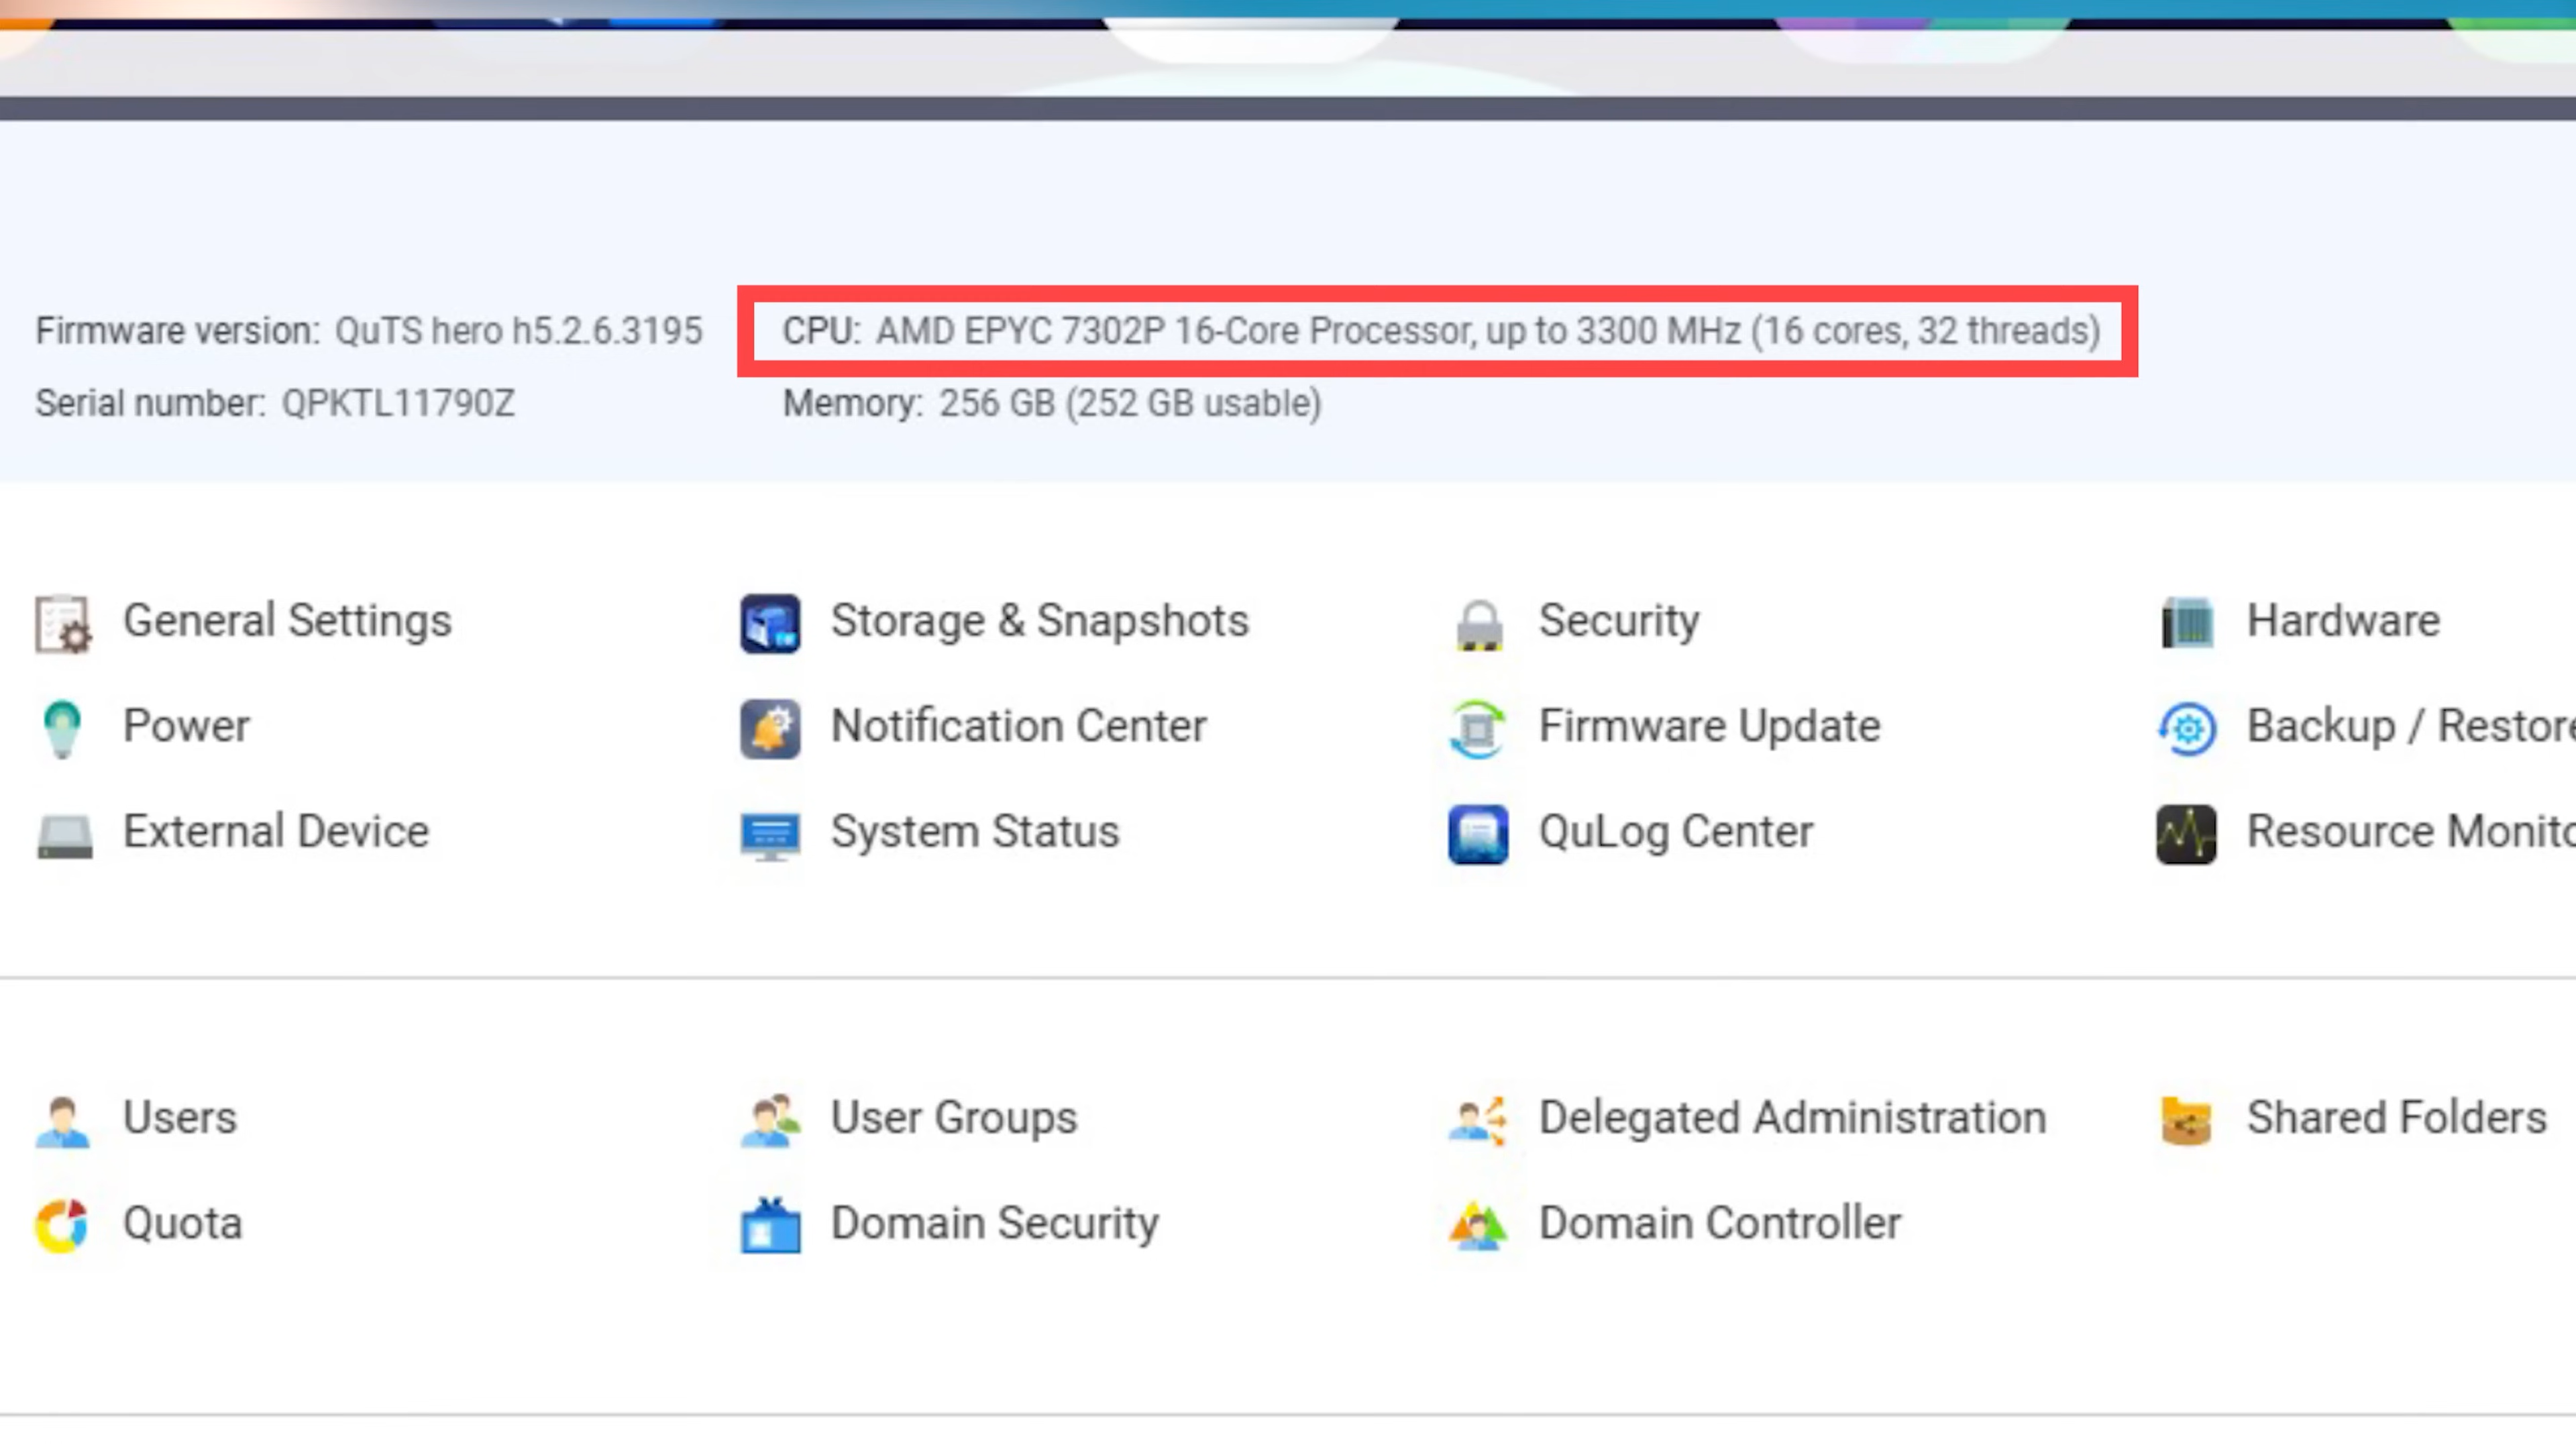 Firmware version: QuTS hero h5.2.6.3195
CPU: AMD EPYC 7302P 16-Core Processor, up to 3300 MHz (16 cores, 32 threads)
Serial number: QPKTL11790Z
Memory: 256 GB (252 GB usable)
General Settings
Storage & Snapshots
Security
Hardware
Power
Notification Center
Firmware Update
Backup / Restore
External Device
System Status
QuLog Center
Resource Monito
Users
User Groups
Delegated Administration
Shared Folders
Quota
Domain Security
Domain Controller